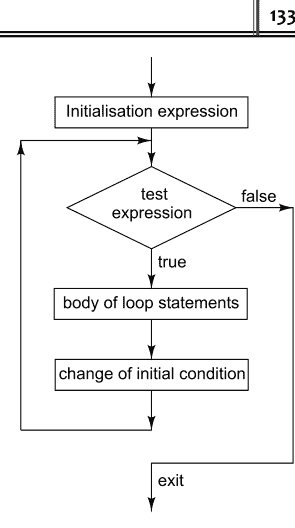 133
Initialisation expression
test
expression
false
true
body of loop statements
change of initial condition
exit